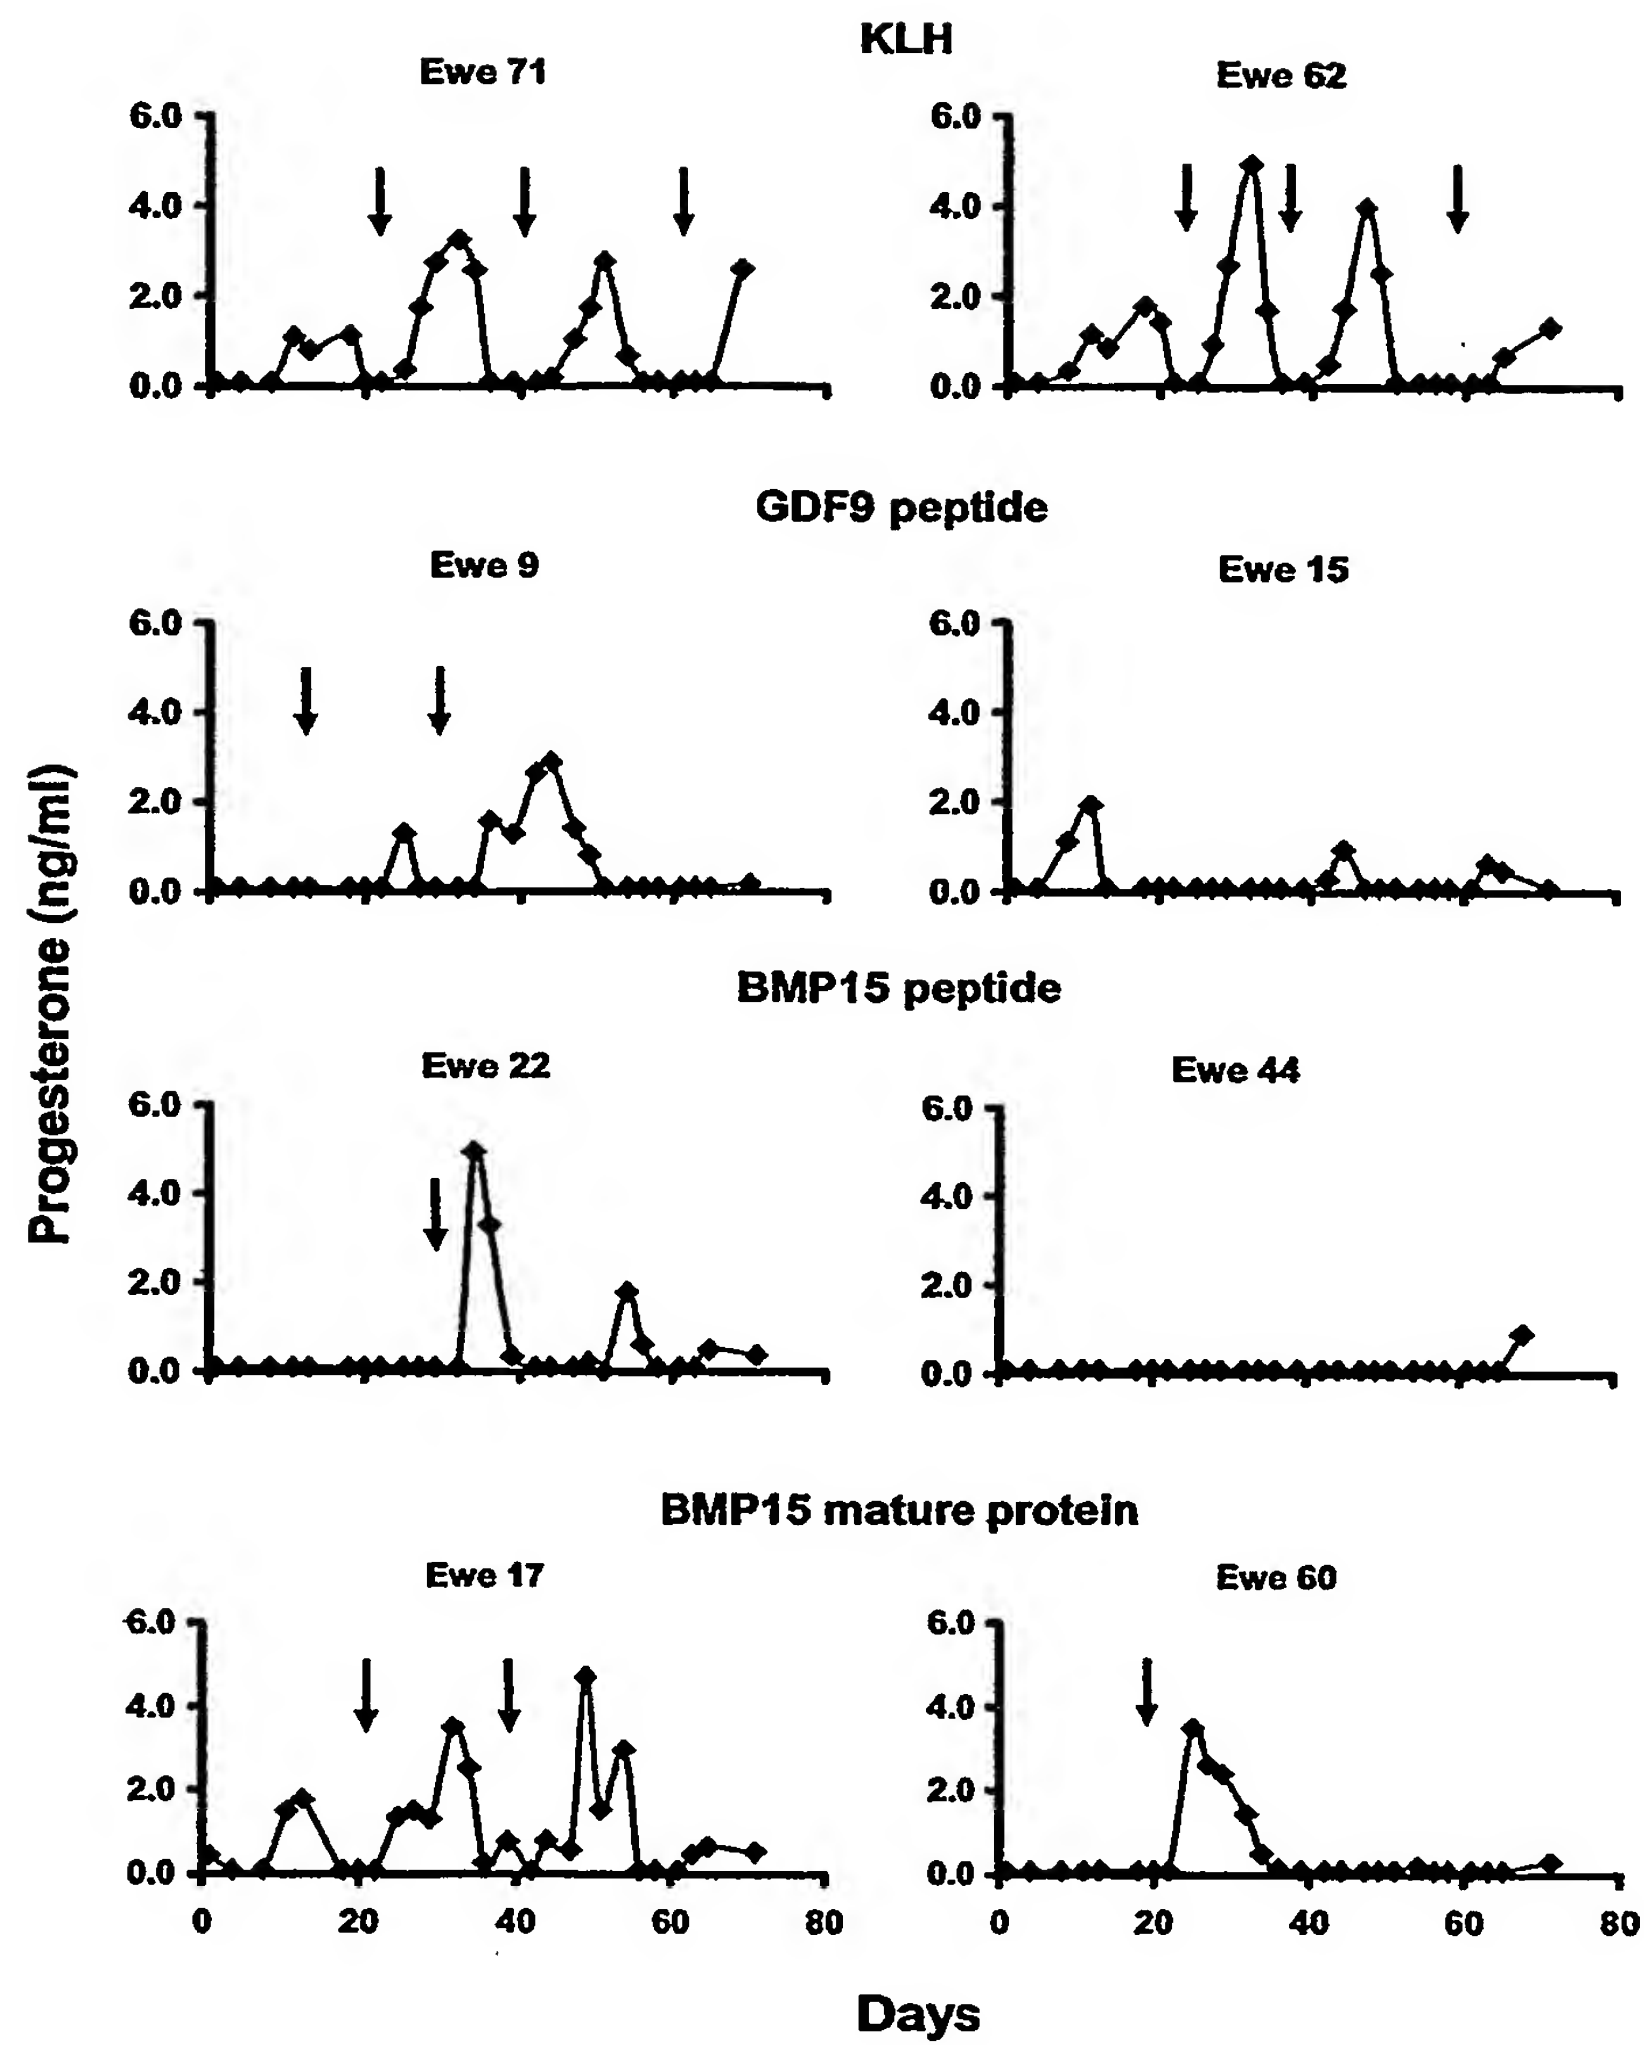 KLH
Ewe 71
Ewe 62
6.0
4.0
2.0
0.0
6.0
4.0
2.0
0.0
GDF9 peptide
Ewe 9
Ewe 15
6.0
4.0
2.0
0.0
6.0
4.0
2.0
0.0
Progesterone (ng/ml)
BMP15 peptide
Ewe 22
Ewe 44
6.0
4.0
2.0
0.0
6.0
4.0
2.0
0.0
BMP15 mature protein
Ewe 17
Ewe 60
6.0
4.0
2.0
0.0
6.0
4.0
2.0
0.0
0 20 40 60 80
0 20 40 60 80
Days